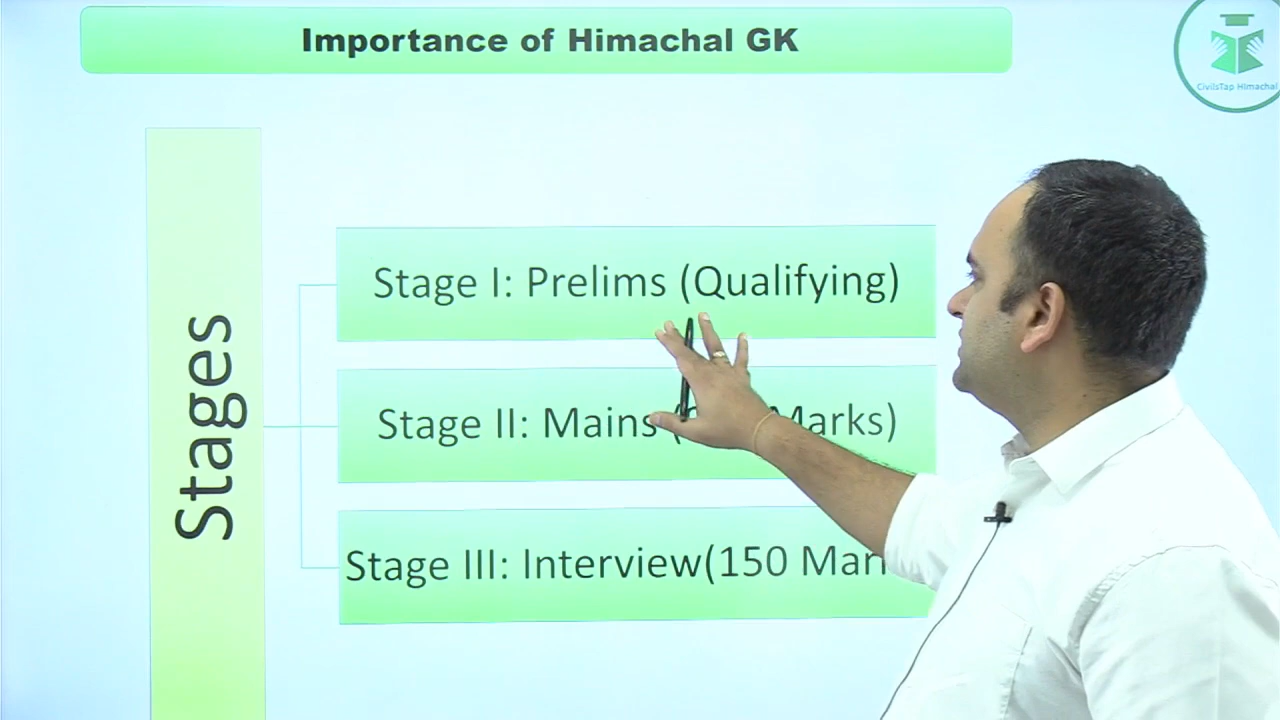 Importance of Himachal GK
CivilsTap Himachal
Stages
Stage I: Prelims (Qualifying)
Stage II: Mains Marks)
Stage III: Interview(150